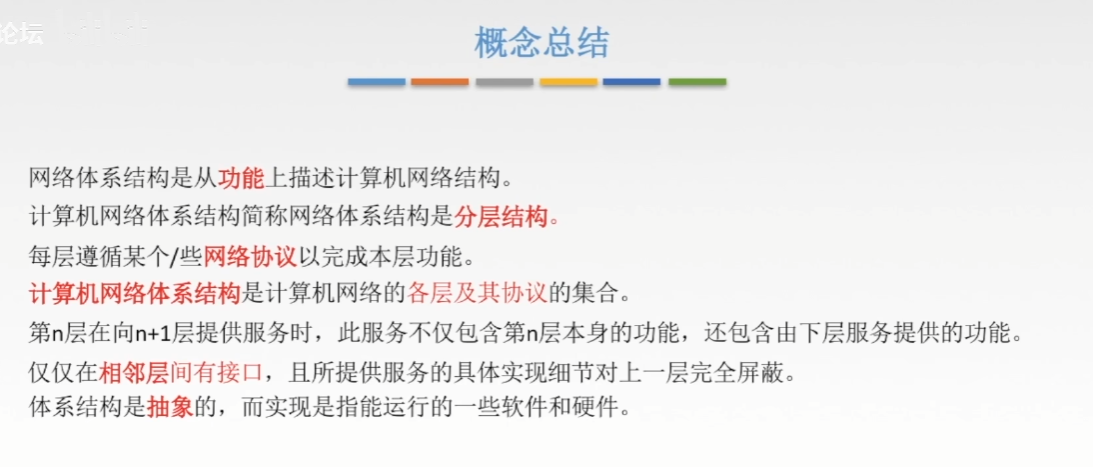 论坛
概念总结
网络体系结构是从功能上描述计算机网络结构。
计算机网络体系结构简称网络体系结构是分层结构。
每层遵循某个/些网络协议以完成本层功能。
计算机网络体系结构是计算机网络的各层及其协议的集合。
第n层在向n+1层提供服务时，此服务不仅包含第n层本身的功能，还包含由下层服务提供的功能。
仅仅在相邻层间有接口，且所提供服务的具体实现细节对上一层完全屏蔽。
体系结构是抽象的，而实现是指能运行的一些软件和硬件。